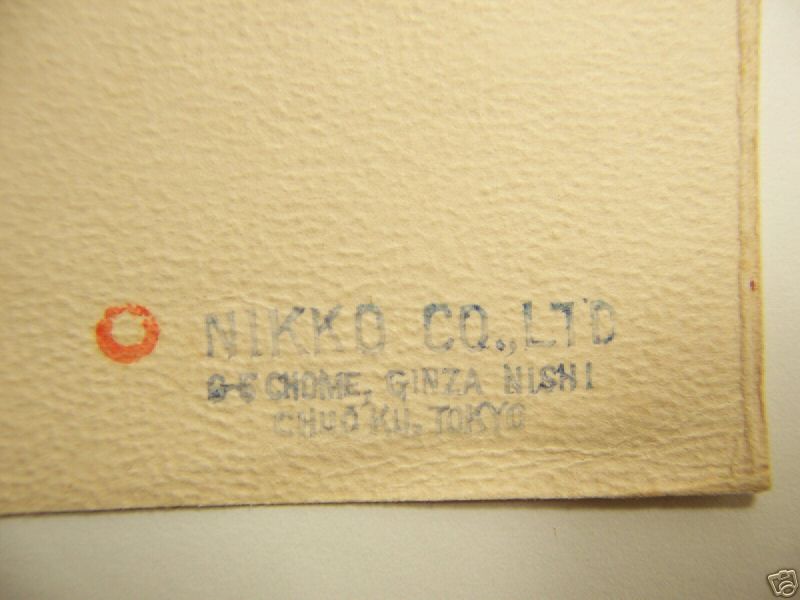 NIKKO CO., LTD
CHOME, GINZA NISHI
CHUO KU, TOKYO